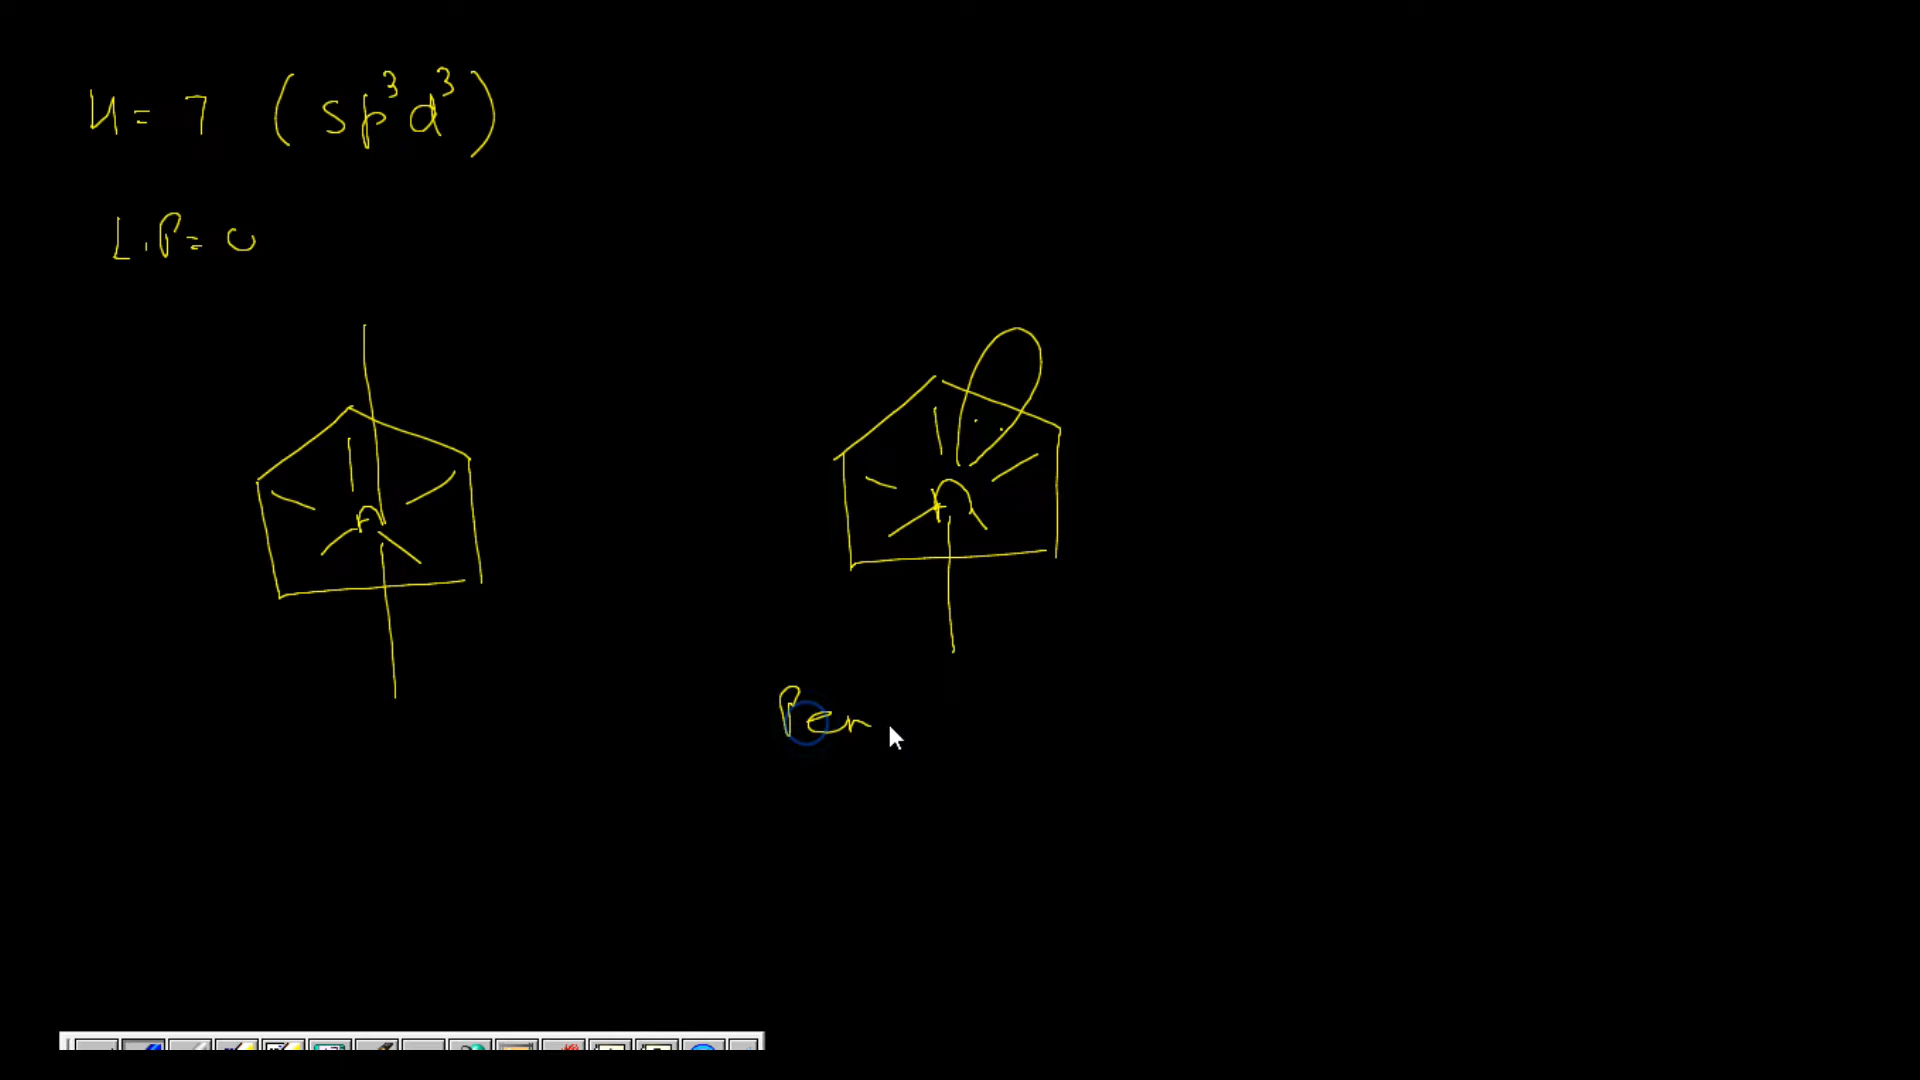 H = 7 (sp³d³)
L.P = 0
Pen